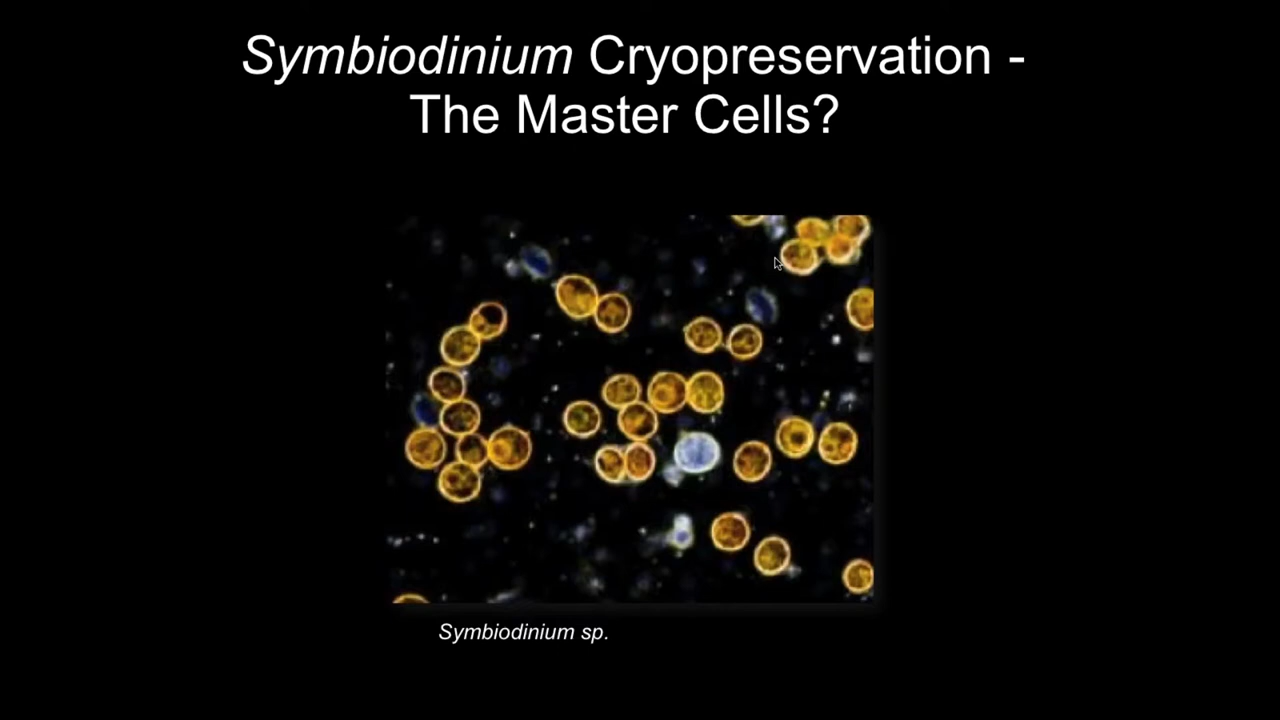 Symbiodinium Cryopreservation -
The Master Cells?
Symbiodinium sp.